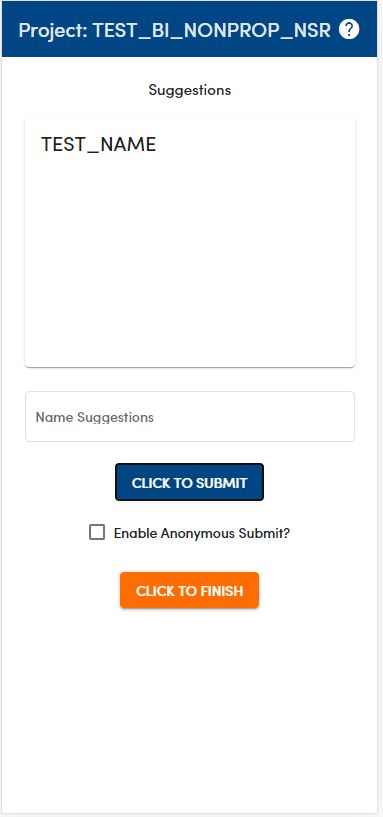 Project: TEST_BI_NONPROP_NSR ?
Suggestions
TEST_NAME
Name Suggestions
CLICK TO SUBMIT
Enable Anonymous Submit?
CLICK TO FINISH